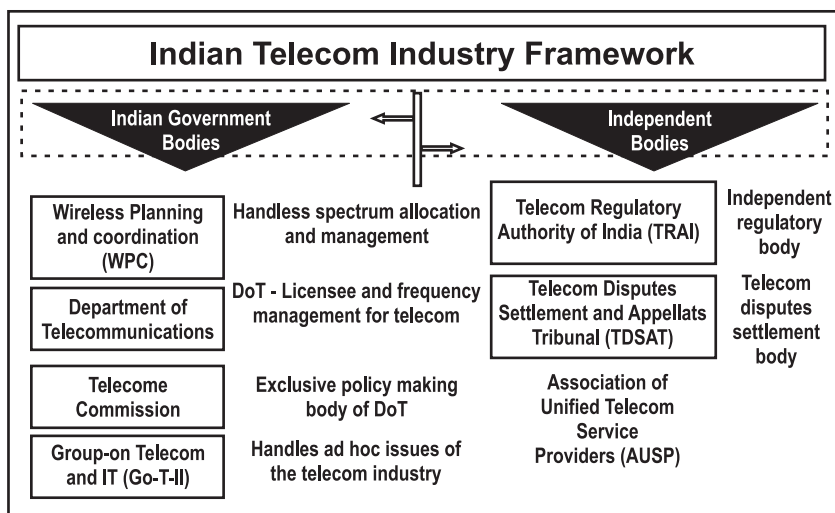 Indian Telecom Industry Framework
Indian Government
Bodies
Independent
Bodies
Wireless Planning
and coordination
(WPC)
Handless spectrum allocation
and management
Department of
Telecommunications
DoT - Licensee and frequency
management for telecom
Telecome
Commission
Exclusive policy making
body of DoT
Group-on Telecom
and IT (Go-T-II)
Handles ad hoc issues of
the telecom industry
Telecom Regulatory
Authority of India (TRAI)
Independent
regulatory
body
Telecom Disputes
Settlement and Appellats
Tribunal (TDSAT)
Telecom
disputes
settlement
body
Association of
Unified Telecom
Service
Providers (AUSP)